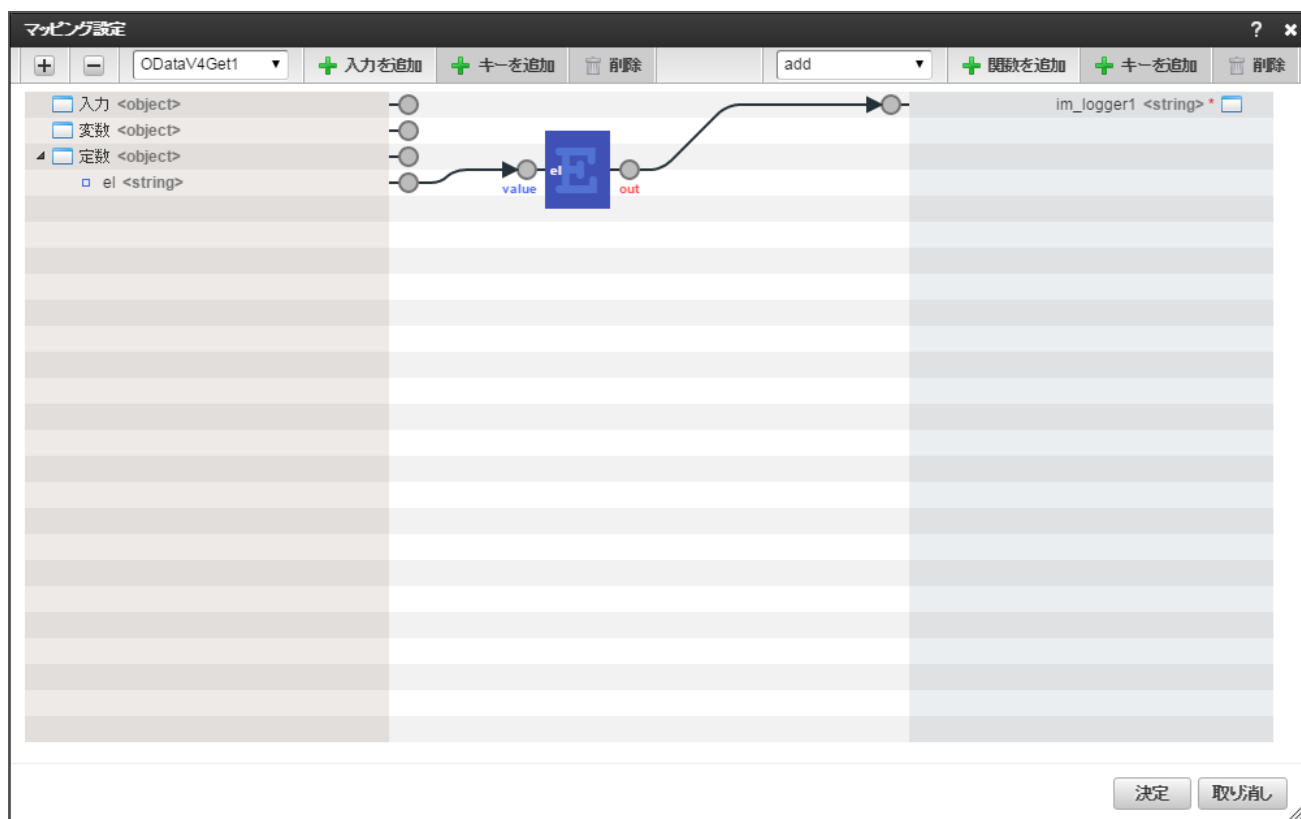 マッピング設定 ? ×
+ − ODataV4Get1 ▼ 入力を追加 キーを追加 削除 add ▼ 関数を追加 キーを追加 削除
入力 <object> im_logger1 <string> *
変数 <object>
定数 <object>
el <string>
value el E out
決定 取り消し